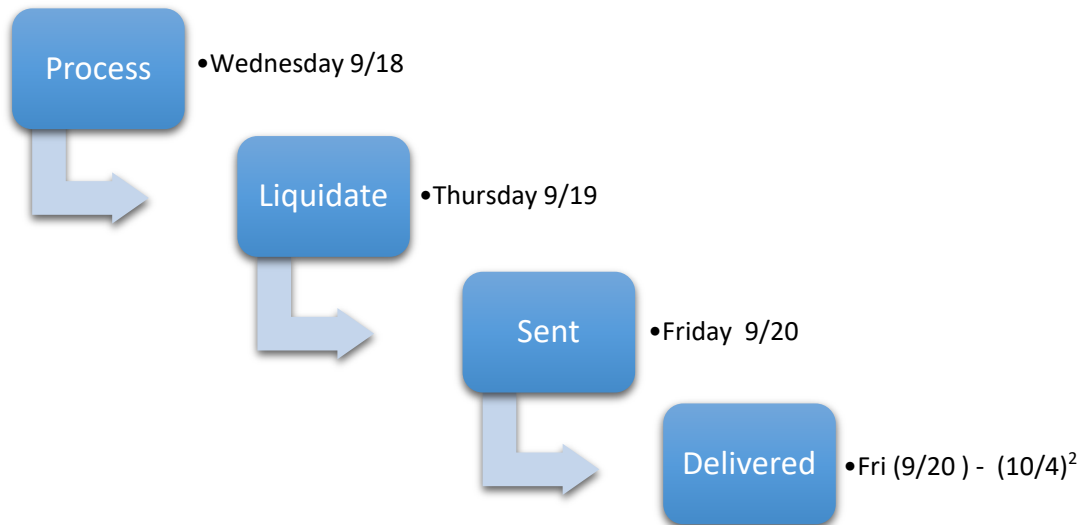 Process
•Wednesday 9/18
Liquidate
•Thursday 9/19
Sent
•Friday  9/20
Delivered
•Fri (9/20 ) -  (10/4)²